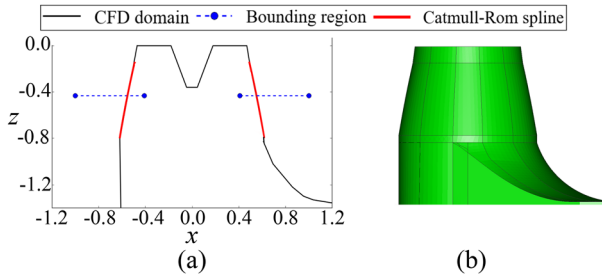 CFD domain Bounding region Catmull-Rom spline
0.0
-0.4
z
-0.8
-1.2
-1.2 -0.8 -0.4 0.0 0.4 0.8 1.2
x
(a) (b)